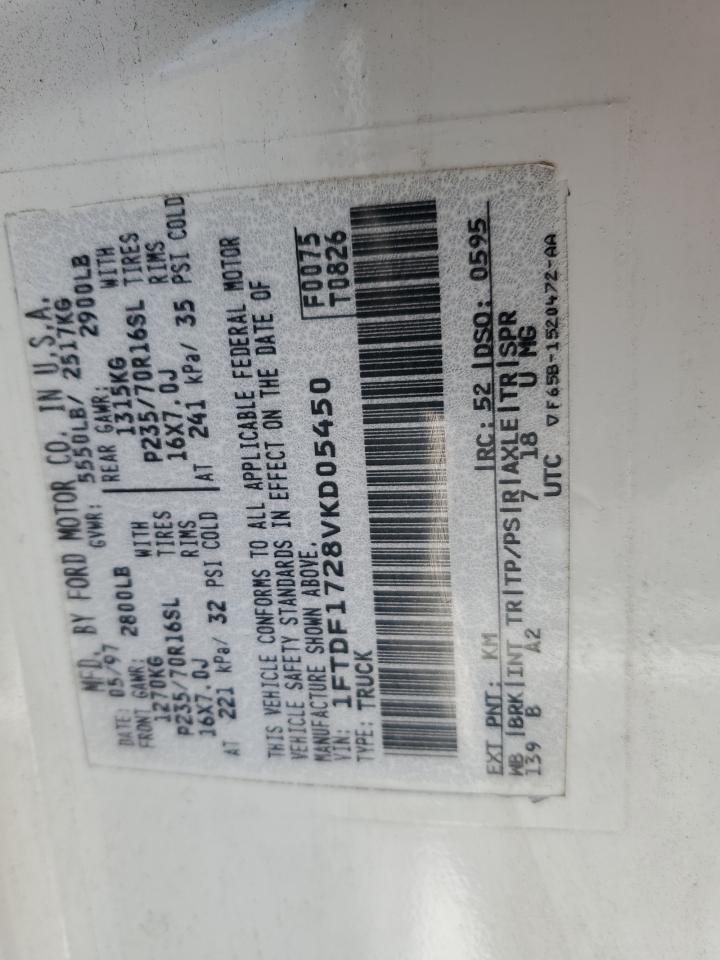 MFD. BY FORD MOTOR CO. IN U.S.A.
DATE: 05/97 GVWR: 5550LB/ 2517KG
FRONT GAWR: 2800LB REAR GAWR: 2900LB
1270KG WITH 1315KG WITH
P235/70R16SL TIRES P235/70R16SL TIRES
16X7.0J RIMS 16X7.0J RIMS
AT 221 kPa/ 32 PSI COLD AT 241 kPa/ 35 PSI COLD
THIS VEHICLE CONFORMS TO ALL APPLICABLE FEDERAL MOTOR
VEHICLE SAFETY STANDARDS IN EFFECT ON THE DATE OF
MANUFACTURE SHOWN ABOVE.
VIN: 1FTDF1728VKD05450 F0075
TYPE: TRUCK T0826
EXT PNT: KM RC: 52 DSO: 0595
WB BRK INT TR TP/PS R AXLE TR SPR
139 B A2 7 18 U MG
UTC ▽F65B-1520472-AA